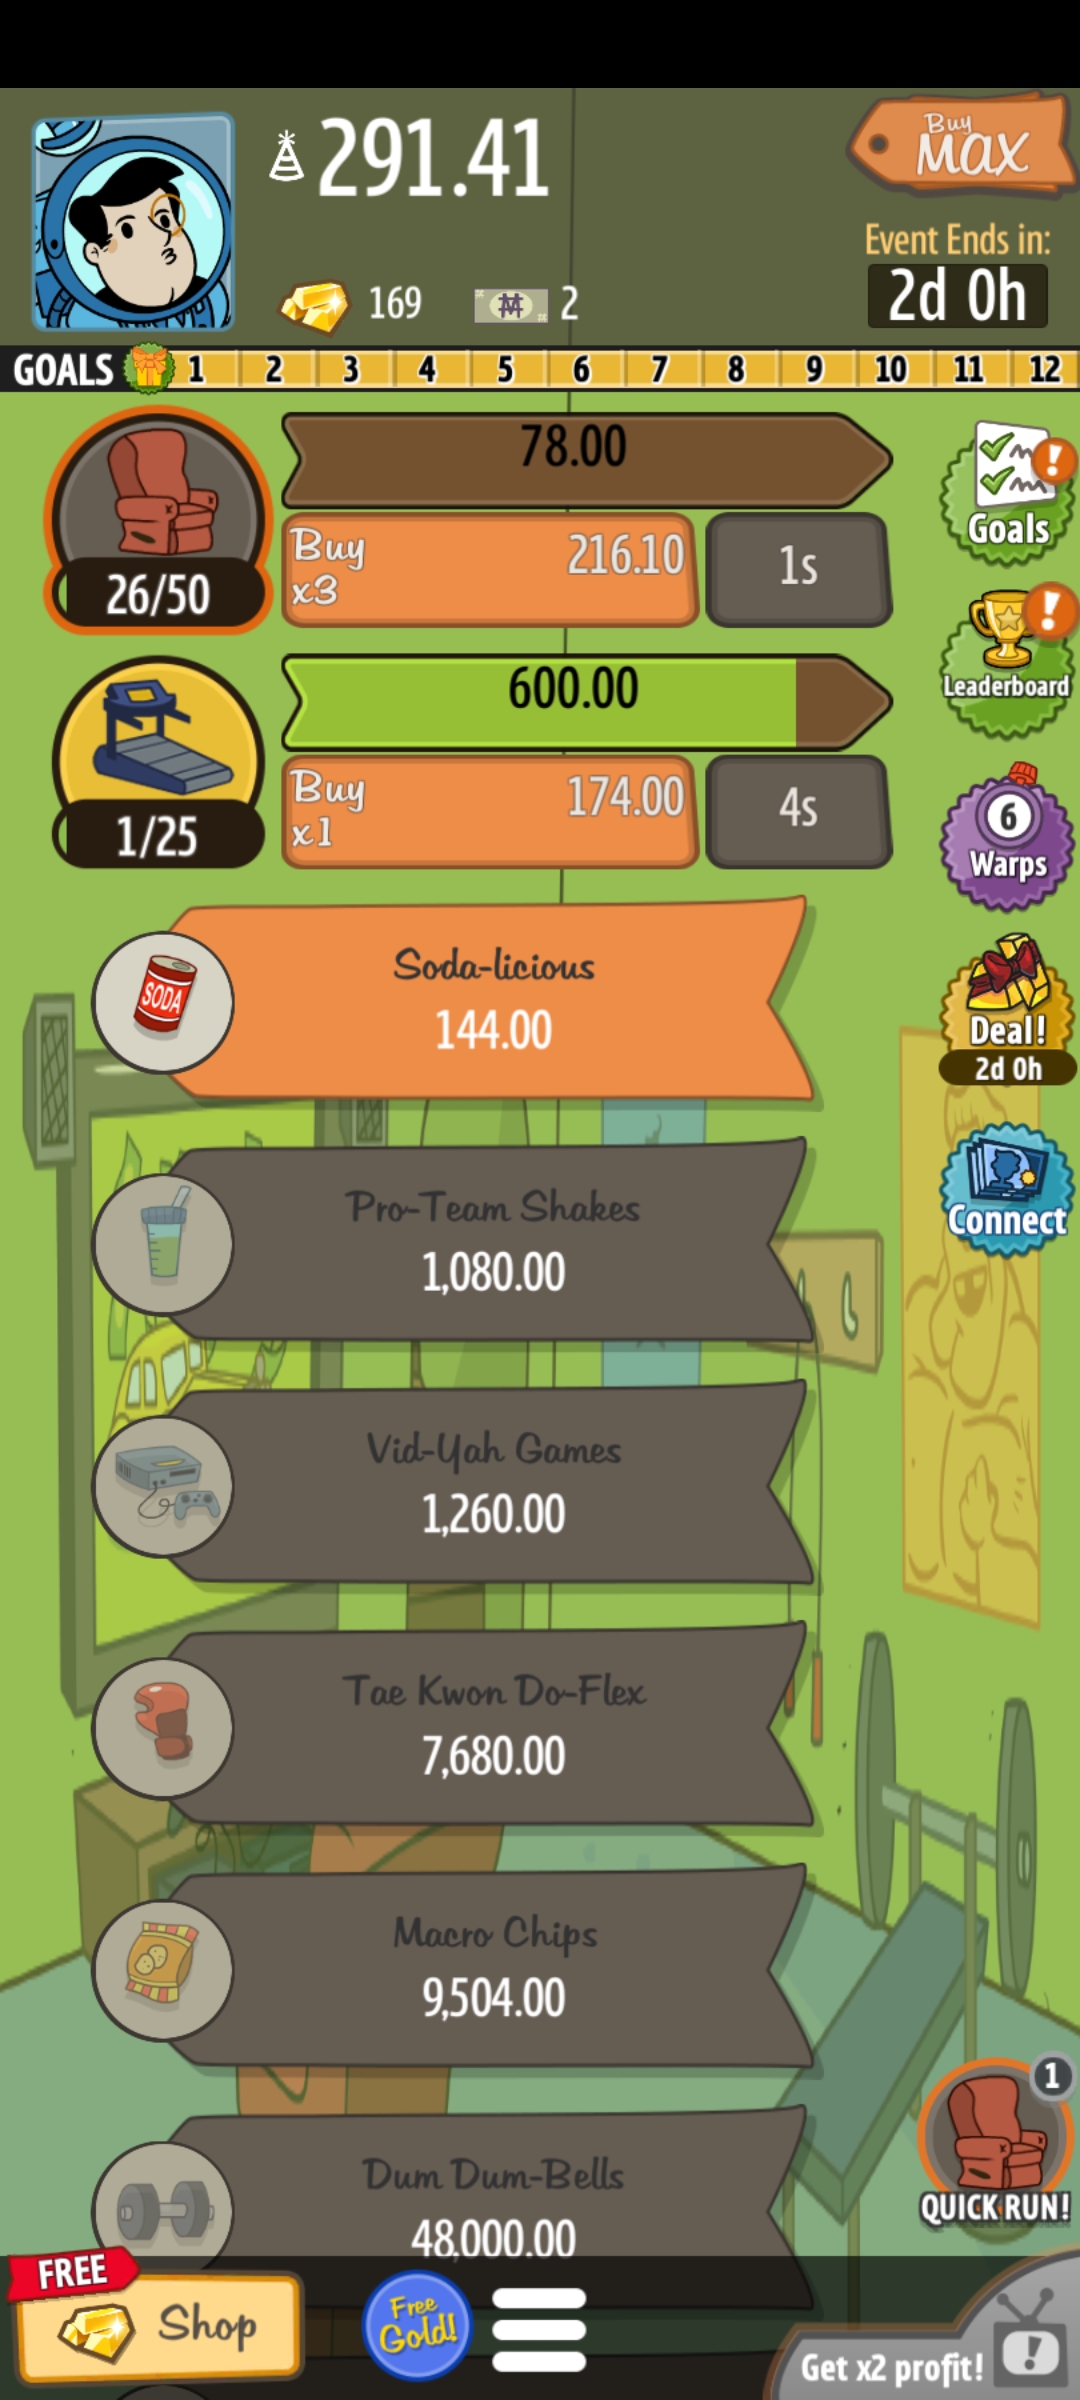 291.41
Buy
MAX
169
2
Event Ends in:
2d 0h
GOALS 1 2 3 4 5 6 7 8 9 10 11 12
78.00
Buy
x3
216.10
1s
26/50
Goals
600.00
Leaderboard
Buy
x1
174.00
4s
1/25
6
Warps
Soda-licious
144.00
SODA
Deal!
2d 0h
Pro-Team Shakes
1,080.00
Connect
Vid-Yah Games
1,260.00
Tae Kwon Do-Flex
7,680.00
Macro Chips
9,504.00
1
QUICK RUN!
Dum Dum-Bells
48,000.00
FREE
Shop
Free
Gold!
Get x2 profit!